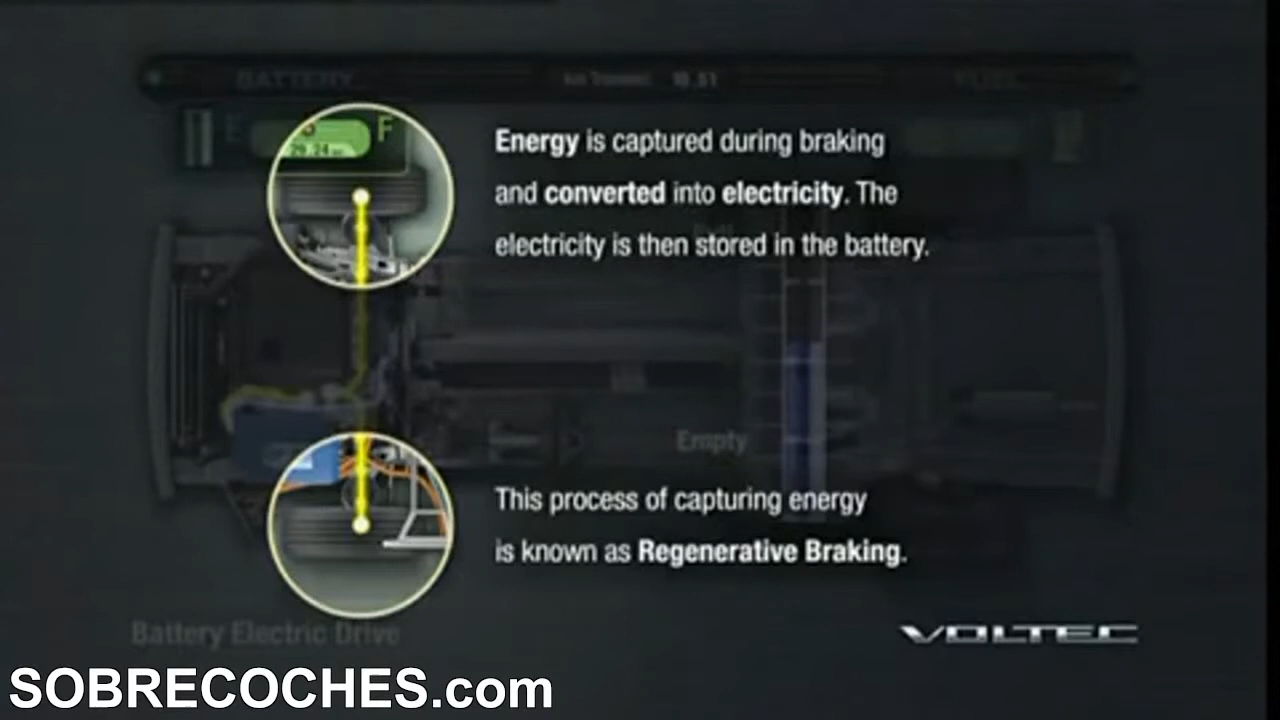 BATTERY
FUEL
E
F
Energy is captured during braking
and converted into electricity. The
electricity is then stored in the battery.
Empty
This process of capturing energy
is known as Regenerative Braking.
Battery Electric Drive
VOLTEC
SOBRECOCHES.com